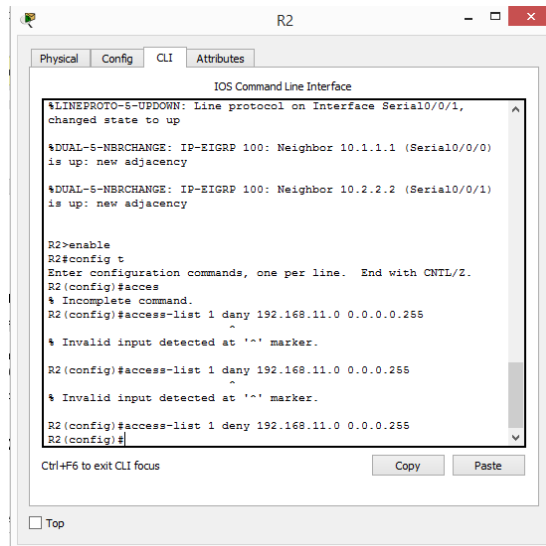 R2
Physical Config CLI Attributes
IOS Command Line Interface
%LINEPROTO-5-UPDOWN: Line protocol on Interface Serial0/0/1,
changed state to up
%DUAL-5-NBRCHANGE: IP-EIGRP 100: Neighbor 10.1.1.1 (Serial0/0/0)
is up: new adjacency
%DUAL-5-NBRCHANGE: IP-EIGRP 100: Neighbor 10.2.2.2 (Serial0/0/1)
is up: new adjacency
R2>enable
R2#config t
Enter configuration commands, one per line.  End with CNTL/Z.
R2(config)#acces
% Incomplete command.
R2(config)#access-list 1 dany 192.168.11.0 0.0.0.255
^
% Invalid input detected at '^' marker.
R2(config)#access-list 1 dany 192.168.11.0 0.0.0.255
^
% Invalid input detected at '^' marker.
R2(config)#access-list 1 deny 192.168.11.0 0.0.0.255
R2(config)#
Ctrl+F6 to exit CLI focus
Copy Paste
Top